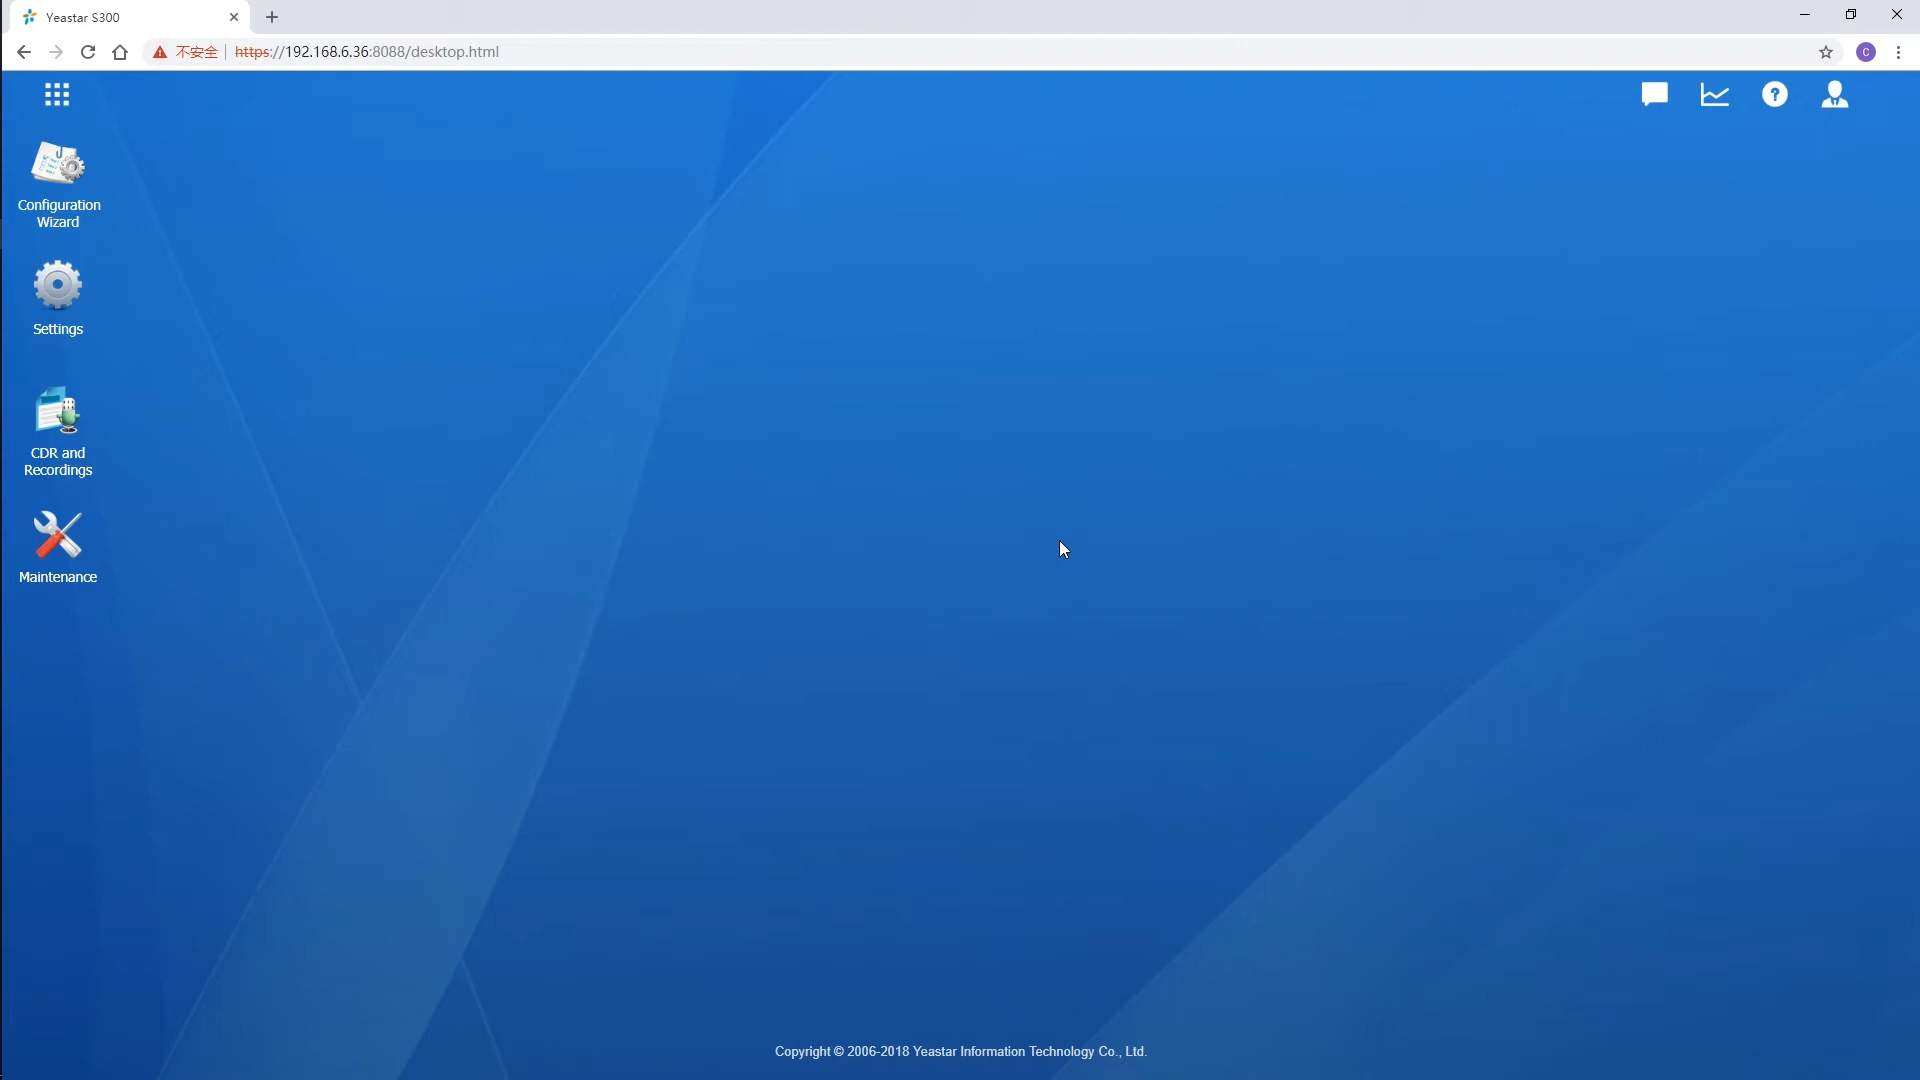 Yeastar S300
不安全 https://192.168.6.36:8088/desktop.html
C
Configuration
Wizard
Settings
CDR and
Recordings
Maintenance
Copyright © 2006-2018 Yeastar Information Technology Co., Ltd.